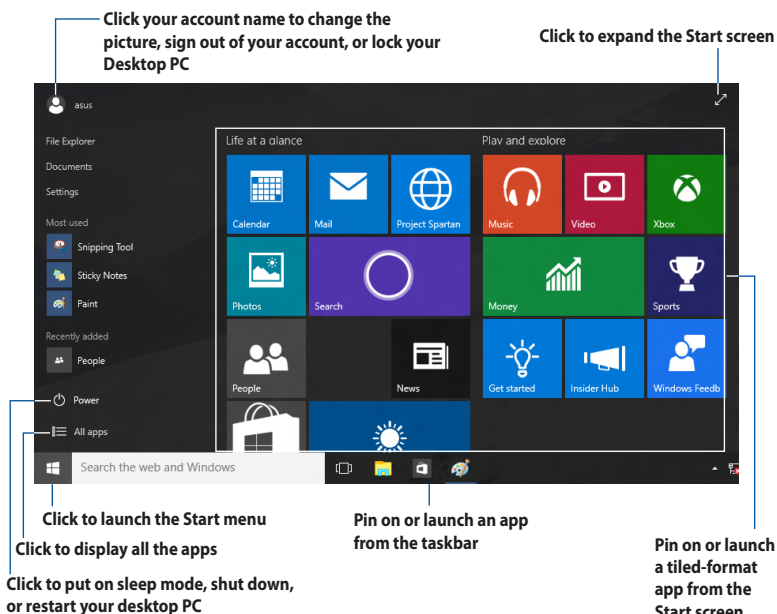 Click your account name to change the
picture, sign out of your account, or lock your
Desktop PC
Click to expand the Start screen
asus
File Explorer
Documents
Settings
Most used
Snipping Tool
Sticky Notes
Paint
Recently added
People
Power
All apps
Life at a glance
Calendar
Mail
Project Spartan
Photos
Search
People
News
Play and explore
Music
Video
Xbox
Money
Sports
Get started
Insider Hub
Windows Feedb
Search the web and Windows
Click to launch the Start menu
Click to display all the apps
Click to put on sleep mode, shut down,
or restart your desktop PC
Pin on or launch an app
from the taskbar
Pin on or launch
a tiled-format
app from the
Start screen